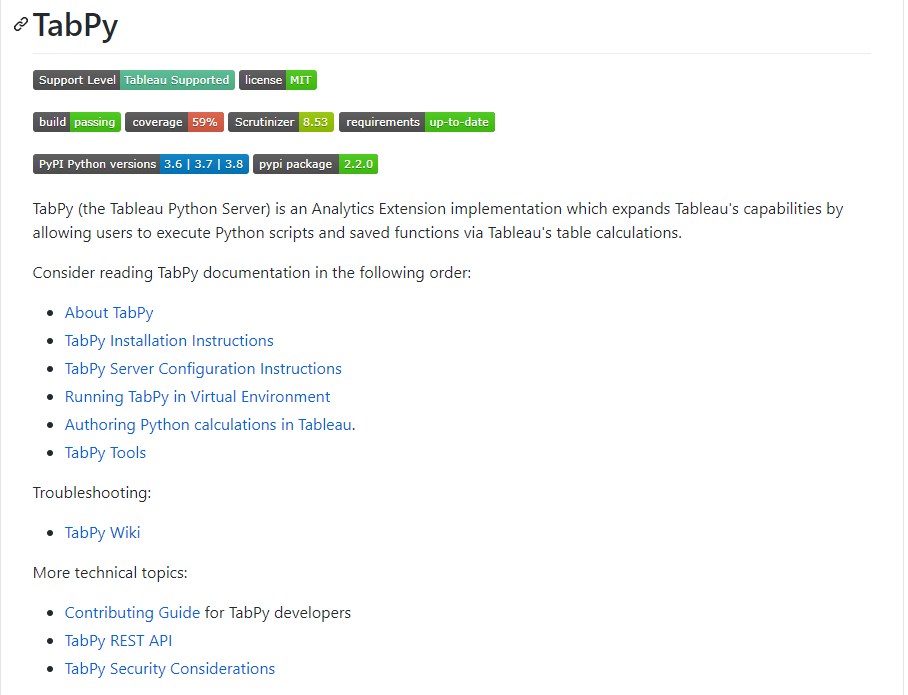 TabPy
Support Level Tableau Supported license MIT
build passing coverage 59% Scrutinizer 8.53 requirements up-to-date
PyPI Python versions 3.6 | 3.7 | 3.8 pypi package 2.2.0
TabPy (the Tableau Python Server) is an Analytics Extension implementation which expands Tableau's capabilities by
allowing users to execute Python scripts and saved functions via Tableau's table calculations.
Consider reading TabPy documentation in the following order:
• About TabPy
• TabPy Installation Instructions
• TabPy Server Configuration Instructions
• Running TabPy in Virtual Environment
• Authoring Python calculations in Tableau.
• TabPy Tools
Troubleshooting:
• TabPy Wiki
More technical topics:
• Contributing Guide for TabPy developers
• TabPy REST API
• TabPy Security Considerations